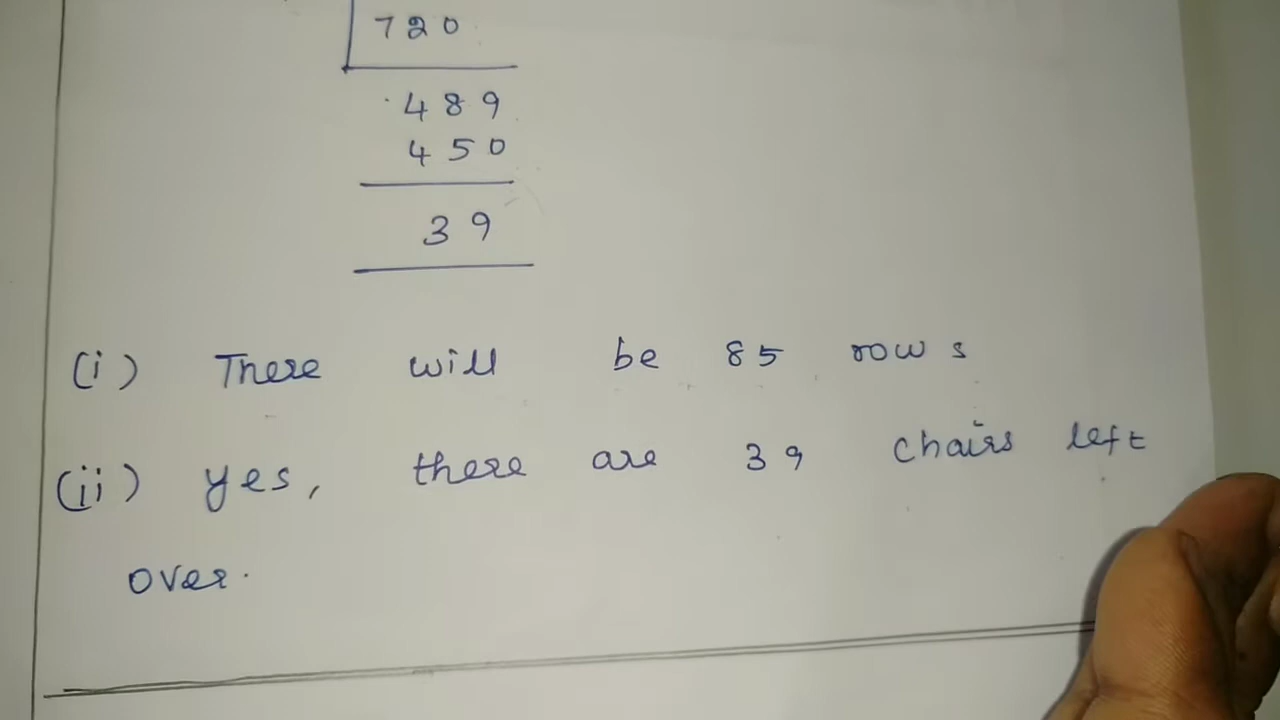 720
489
450
39
(i) There will be 85 rows
(ii) yes, there are 39 chairs left
over.